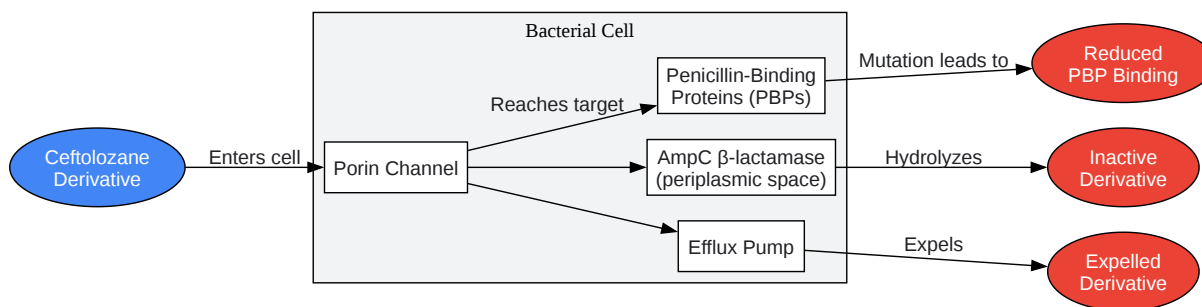 Bacterial Cell
Ceftolozane
Derivative
Enters cell
Porin Channel
Reaches target
Penicillin-Binding
Proteins (PBPs)
Mutation leads to
Reduced
PBP Binding
AmpC β-lactamase
(periplasmic space)
Hydrolyzes
Inactive
Derivative
Efflux Pump
Expels
Expelled
Derivative